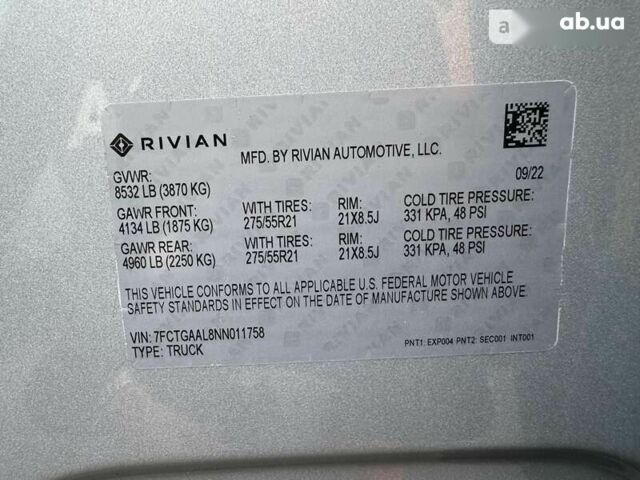 a ab.ua
RIVIAN
MFD. BY RIVIAN AUTOMOTIVE, LLC.
GVWR: 09/22
8532 LB (3870 KG)
GAWR FRONT: WITH TIRES: RIM: COLD TIRE PRESSURE:
4134 LB (1875 KG) 275/55R21 21X8.5J 331 KPA, 48 PSI
GAWR REAR: WITH TIRES: RIM: COLD TIRE PRESSURE:
4960 LB (2250 KG) 275/55R21 21X8.5J 331 KPA, 48 PSI
THIS VEHICLE CONFORMS TO ALL APPLICABLE U.S. FEDERAL MOTOR VEHICLE
SAFETY STANDARDS IN EFFECT ON THE DATE OF MANUFACTURE SHOWN ABOVE.
VIN: 7FCTGAAL8NN011758
TYPE: TRUCK PNT1: EXP004 PNT2: SEC001 INT001